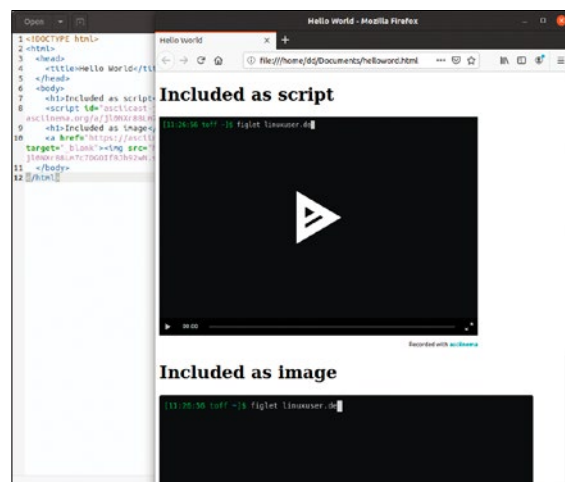 Open
Hello World - Mozilla Firefox
1 <!DOCTYPE html>
2 <html>
3 <head>
4 <title>Hello World</tit
5 </head>
6 <body>
7 <h1>Included as script<
8 <script id="asciicast-
asciinema.org/a/
9 <h1>Included as image</
10 <a href="https://ascii
target="_blank"><img src="
11 </body>
12 </html>
Hello World
file:///home/dd/Documents/helloword.html
Included as script
[11:26:56 toff ~]$ figlet linuxuser.de
00:00
Recorded with asciinema
Included as image
[11:26:56 toff ~]$ figlet linuxuser.de